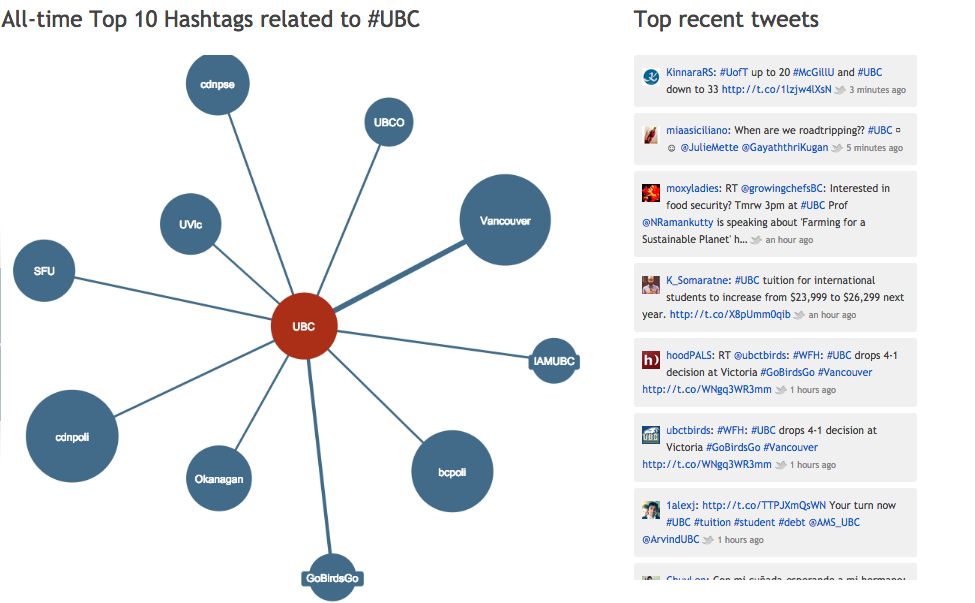 All-time Top 10 Hashtags related to #UBC
cdnpse
UBCO
UVic
Vancouver
SFU
UBC
IAMUBC
cdnpoli
bcpoli
Okanagan
GoBirdsGo
Top recent tweets
KinnaraRS: #UofT up to 20 #McGillU and #UBC
down to 33 http://t.co/1lzjw4lXsN 3 minutes ago
miaasiciliano: When are we roadtripping?? #UBC ¤
☺ @JulieMette @GayaththriKugan 5 minutes ago
moxyladies: RT @growingchefsBC: Interested in
food security? Tmrw 3pm at #UBC Prof
@NRamankutty is speaking about 'Farming for a
Sustainable Planet' h... an hour ago
K_Somaratne: #UBC tuition for international
students to increase from $23,999 to $26,299 next
year. http://t.co/X8pUmm0qib an hour ago
h)
hoodPALS: RT @ubctbirds: #WFH: #UBC drops 4-1
decision at Victoria #GoBirdsGo #Vancouver
http://t.co/WNgq3WR3mm 1 hours ago
UBC
ubctbirds: #WFH: #UBC drops 4-1 decision at
Victoria #GoBirdsGo #Vancouver
http://t.co/WNgq3WR3mm 1 hours ago
1alexj: http://t.co/TTPJXmQsWN Your turn now
#UBC #tuition #student #debt @AMS_UBC
@ArvindUBC 1 hours ago
ChuyLen: Con mi cuñada esperando a mi hermano: